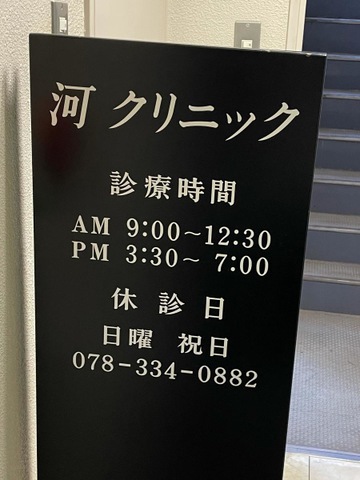 河 クリニック
診療時間
AM 9:00〜12:30
PM 3:30〜 7:00
休 診 日
日曜 祝日
078-334-0882